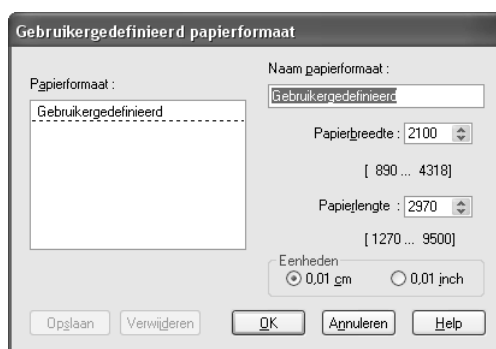 Gebruikergedefinieerd papierformaat
Papierformaat :
Gebruikergedefinieerd
Naam papierformaat :
Gebruikergedefinieerd
Papierbreedte : 2100
[ 890 ... 4318]
Papierlengte : 2970
[ 1270 ... 9500]
Eenheden
0,01 cm 0,01 inch
Opslaan Verwijderen OK Annuleren Help